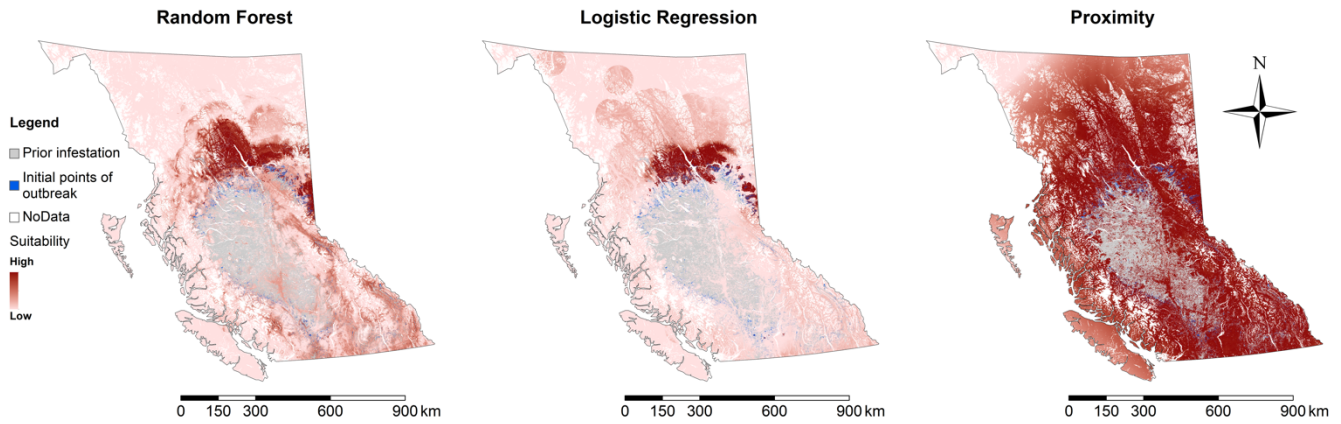 Random Forest
Logistic Regression
Proximity
N
Legend
Prior infestation
Initial points of
outbreak
NoData
Suitability
High
Low
0 150 300 600 900 km
0 150 300 600 900 km
0 150 300 600 900 km